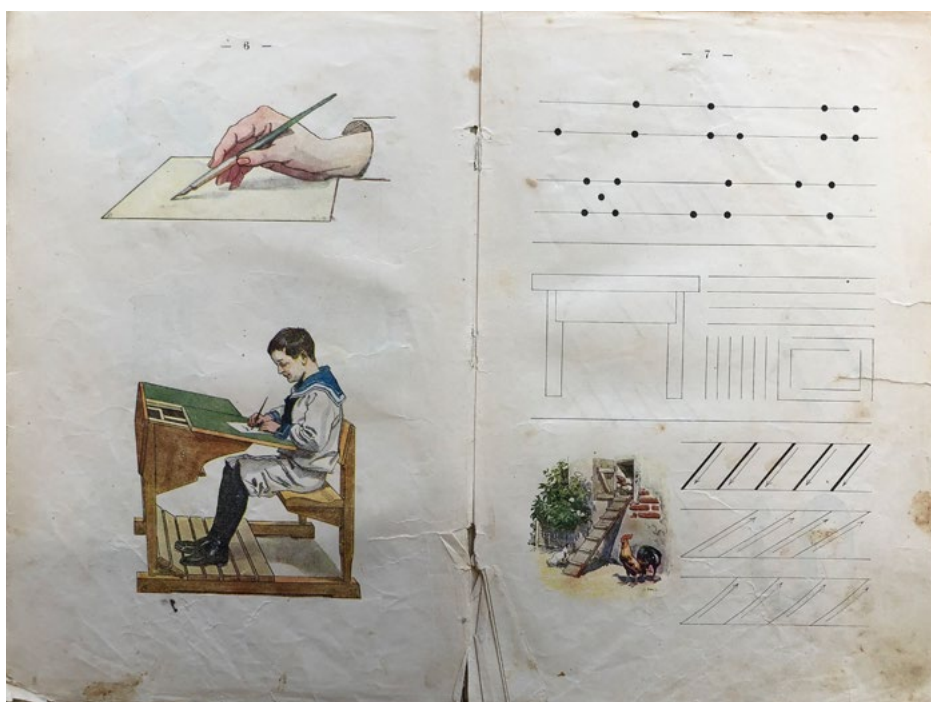 — 6 —
— 7 —